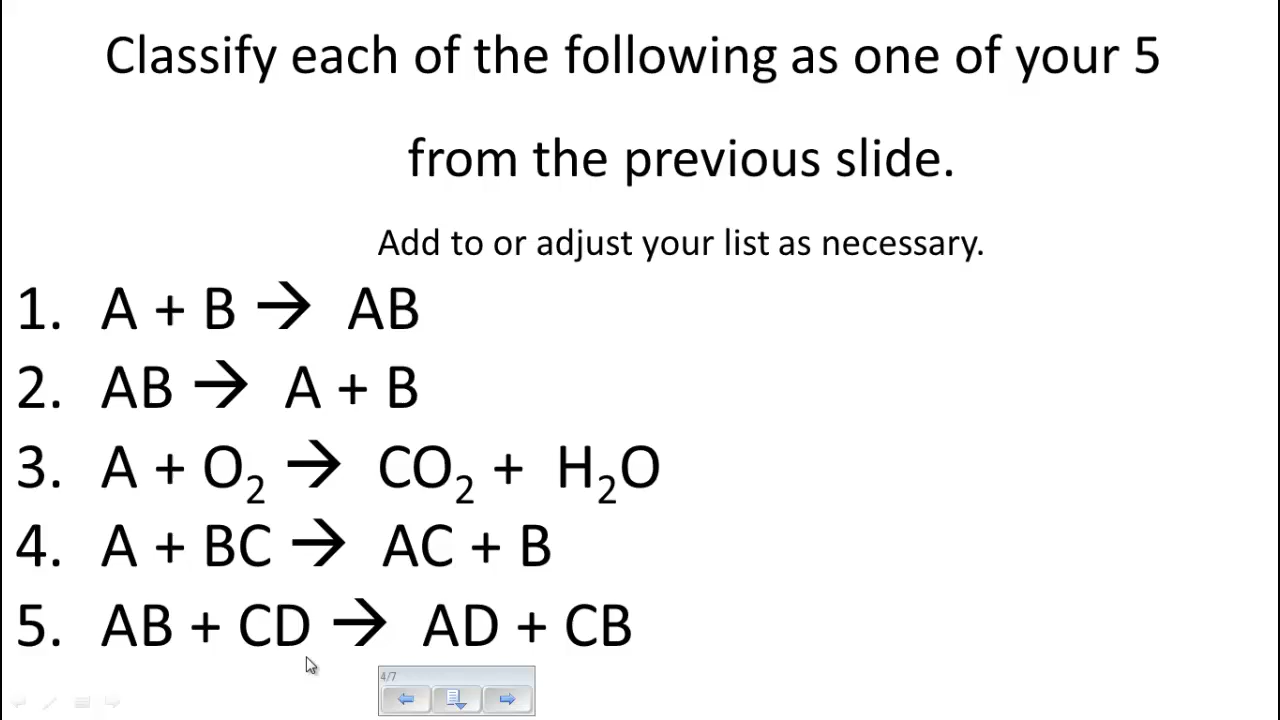 Classify each of the following as one of your 5
from the previous slide.
Add to or adjust your list as necessary.
1. A + B → AB
2. AB → A + B
3. A + O₂ → CO₂ + H₂O
4. A + BC → AC + B
5. AB + CD → AD + CB
4/7